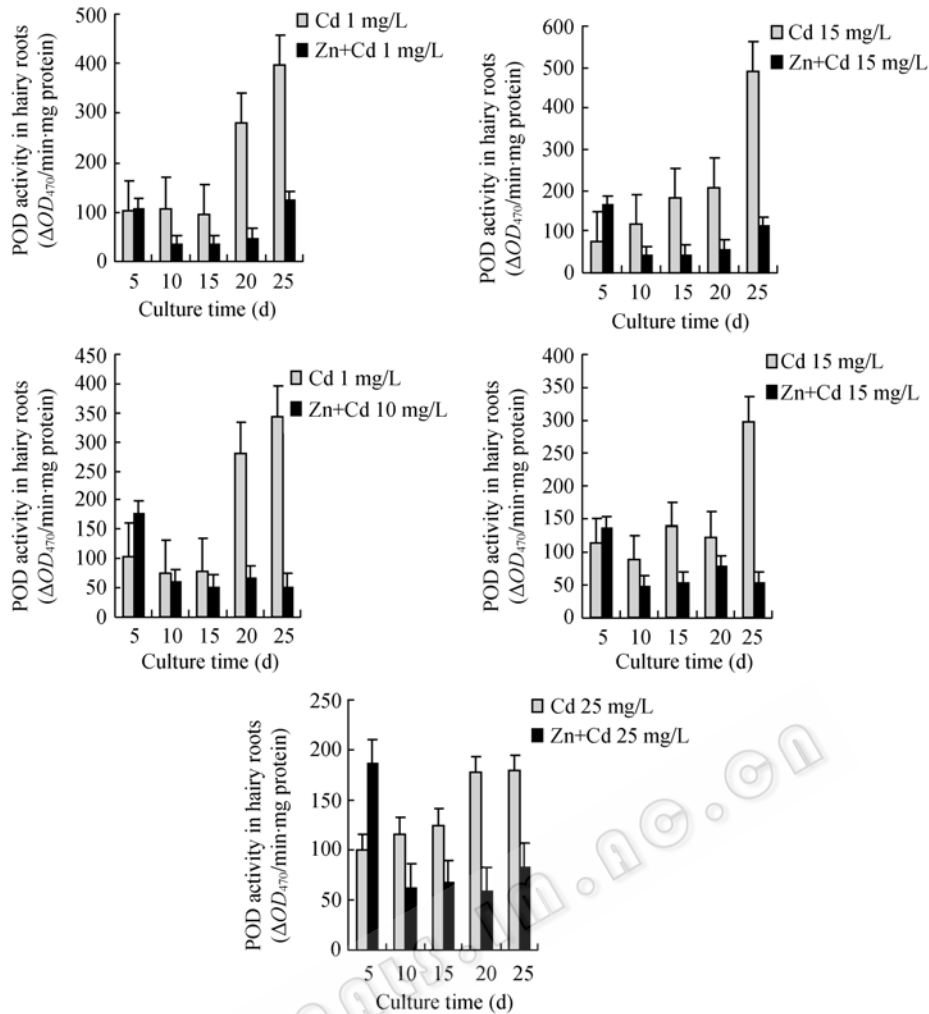 500
400
300
200
100
0
POD activity in hairy roots
(ΔOD₄₇₀/min·mg protein)
Cd 1 mg/L
Zn+Cd 1 mg/L
5 10 15 20 25
Culture time (d)
600
500
400
300
200
100
0
POD activity in hairy roots
(ΔOD₄₇₀/min·mg protein)
Cd 15 mg/L
Zn+Cd 15 mg/L
5 10 15 20 25
Culture time (d)
450
400
350
300
250
200
150
100
50
0
POD activity in hairy roots
(ΔOD₄₇₀/min·mg protein)
Cd 1 mg/L
Zn+Cd 10 mg/L
5 10 15 20 25
Culture time (d)
400
350
300
250
200
150
100
50
0
POD activity in hairy roots
(ΔOD₄₇₀/min·mg protein)
Cd 15 mg/L
Zn+Cd 15 mg/L
5 10 15 20 25
Culture time (d)
250
200
150
100
50
0
POD activity in hairy roots
(ΔOD₄₇₀/min·mg protein)
Cd 25 mg/L
Zn+Cd 25 mg/L
5 10 15 20 25
Culture time (d)
.im.ac.cn